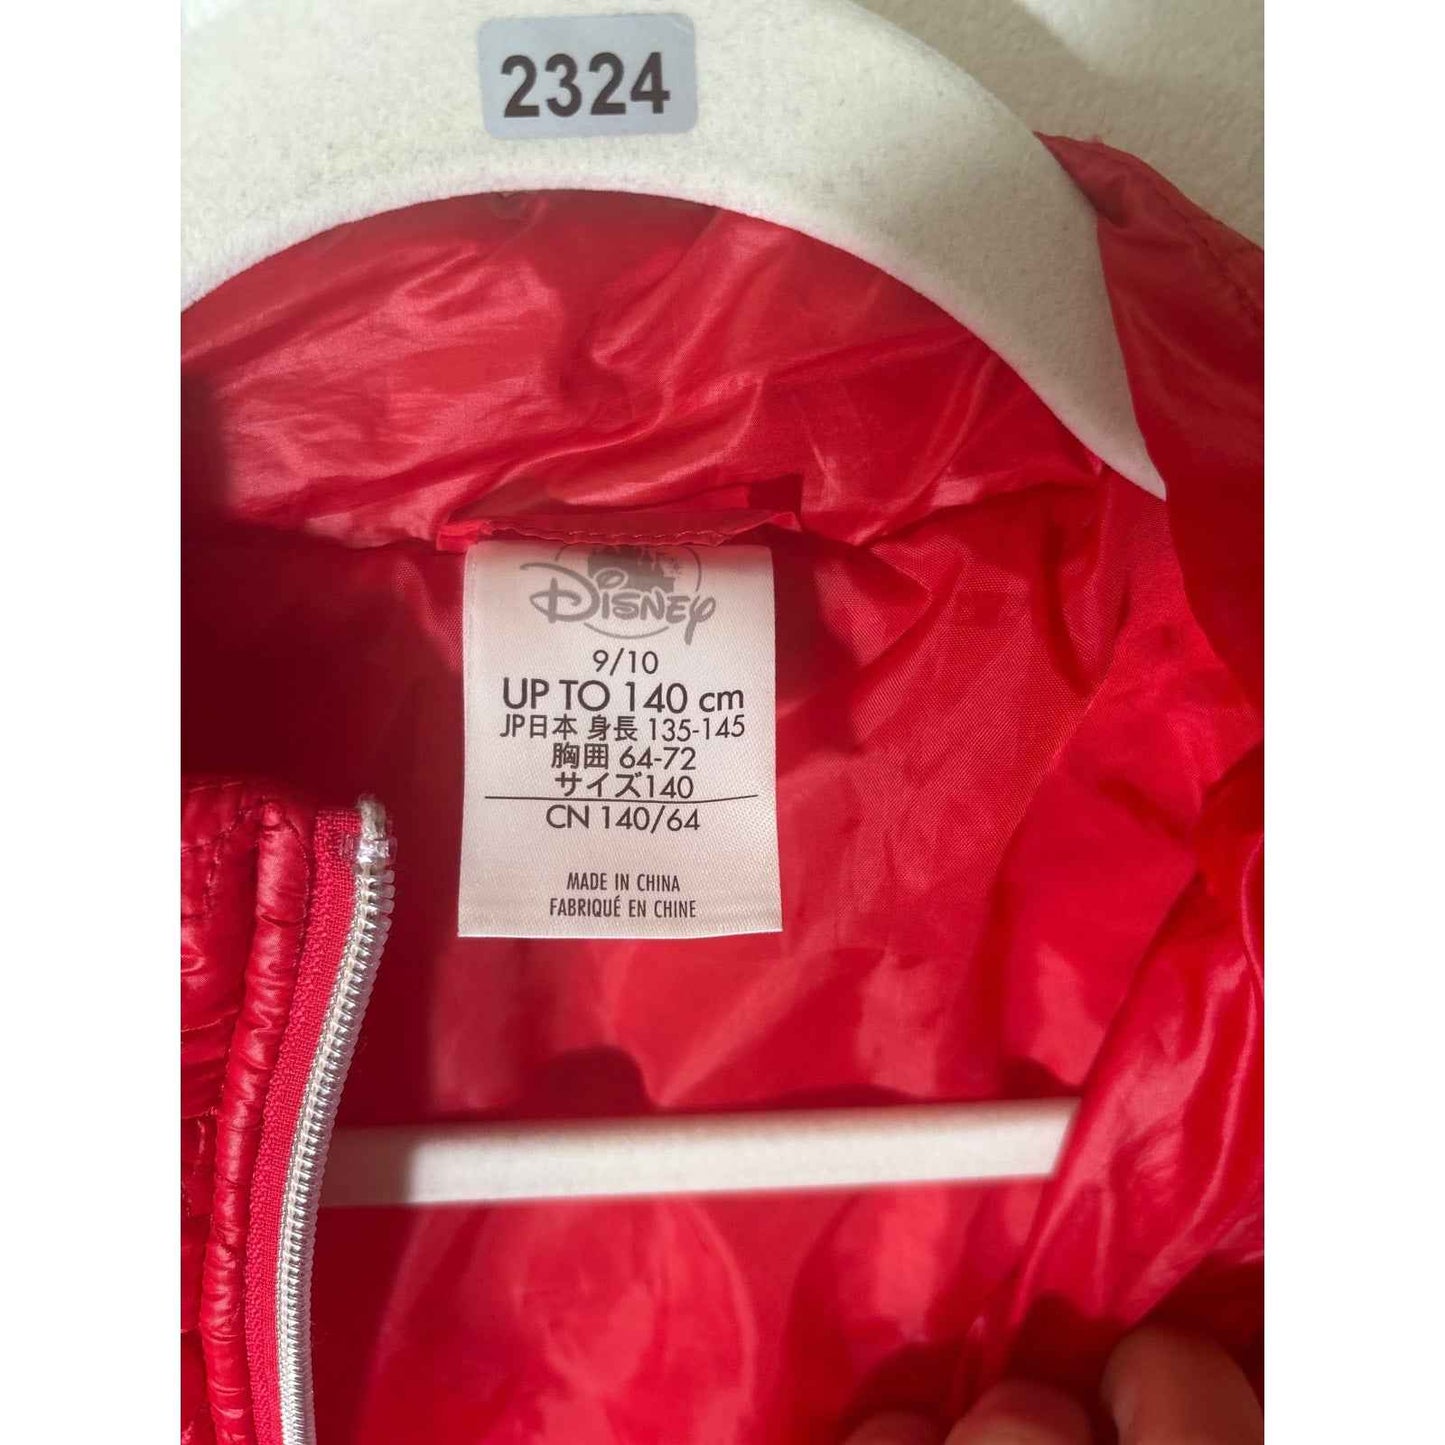 2324
Disney
9/10
UP TO 140 cm
JP日本 身長 135-145
胸囲 64-72
サイズ140
CN 140/64
MADE IN CHINA
FABRIQUÉ EN CHINE